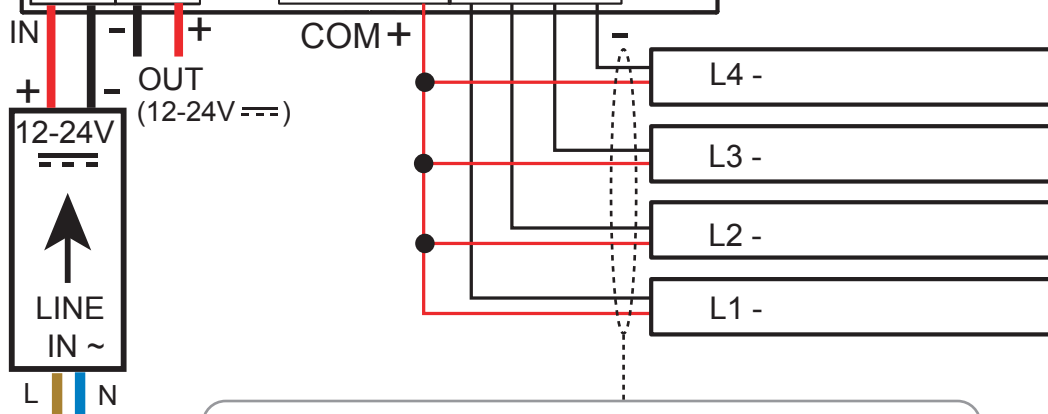 IN
- +
COM +
-
+ -
OUT
(12-24V ⎓)
12-24V
L4 -
L3 -
L2 -
L1 -
LINE
IN ~
L N